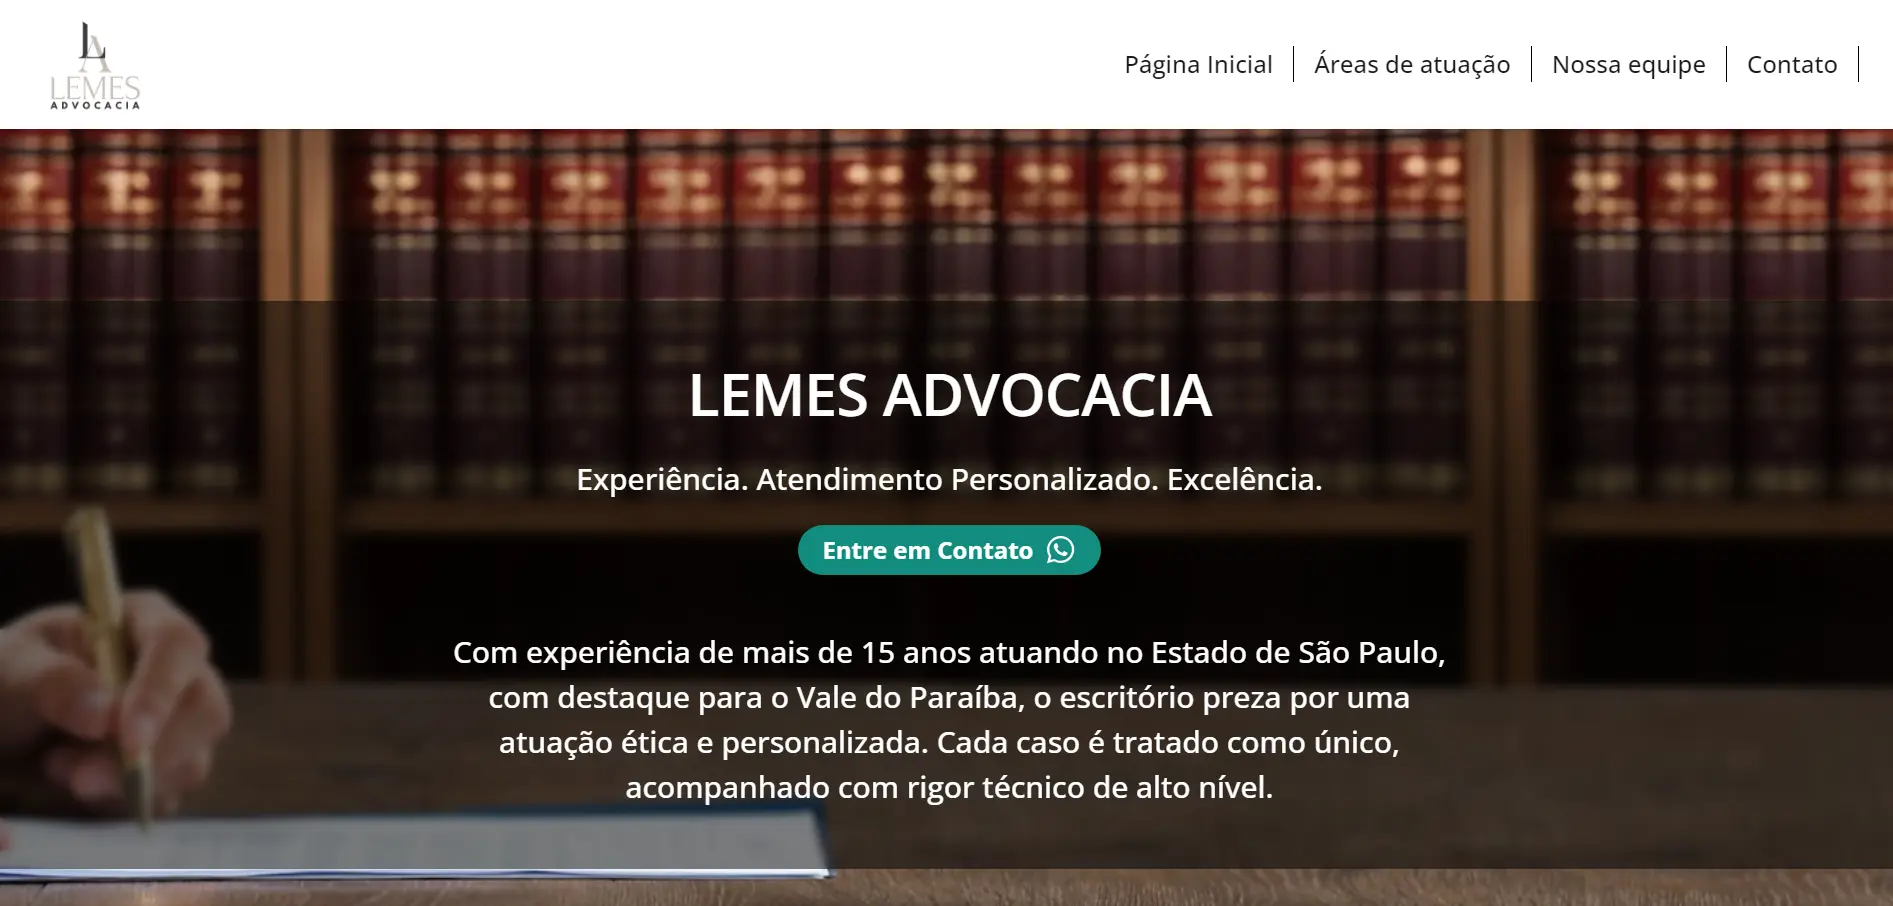 LA
LEMES
ADVOCACIA
Página Inicial
Áreas de atuação
Nossa equipe
Contato
LEMES ADVOCACIA
Experiência. Atendimento Personalizado. Excelência.
Entre em Contato
Com experiência de mais de 15 anos atuando no Estado de São Paulo,
com destaque para o Vale do Paraíba, o escritório preza por uma
atuação ética e personalizada. Cada caso é tratado como único,
acompanhado com rigor técnico de alto nível.